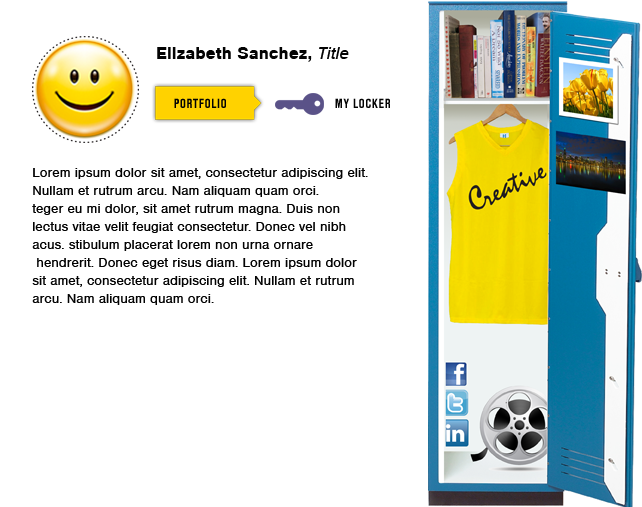 Elizabeth Sanchez, Title
PORTFOLIO
MY LOCKER
Lorem ipsum dolor sit amet, consectetur adipiscing elit.
Nullam et rutrum arcu. Nam aliquam quam orci.
teger eu mi dolor, sit amet rutrum magna. Duis non
lectus vitae velit feugiat consectetur. Donec vel nibh
acus. stibulum placerat lorem non urna ornare
hendrerit. Donec eget risus diam. Lorem ipsum dolor
sit amet, consectetur adipiscing elit. Nullam et rutrum
arcu. Nam aliquam quam orci.
Creative
f
t
in